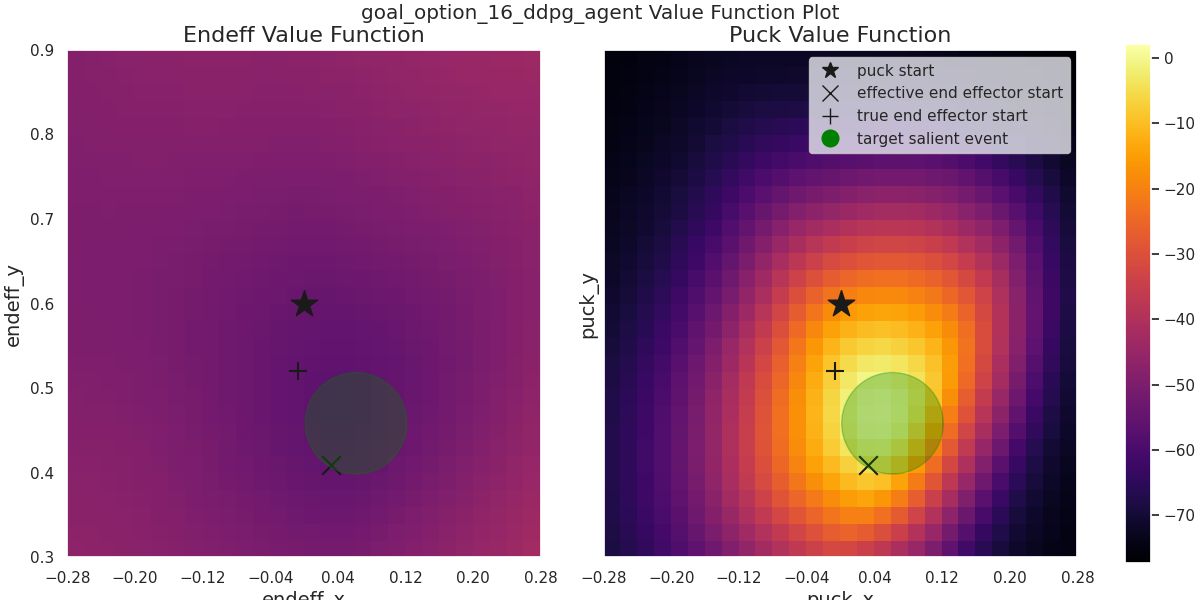 goal_option_16_ddpg_agent Value Function Plot
Endeff Value Function
Puck Value Function
0.9
0.8
0.7
0.6
0.5
0.4
0.3
endeff_y
−0.28 −0.20 −0.12 −0.04 0.04 0.12 0.20 0.28
endeff_x
puck_y
puck start
effective end effector start
true end effector start
target salient event
−0.28 −0.20 −0.12 −0.04 0.04 0.12 0.20 0.28
puck_x
0
−10
−20
−30
−40
−50
−60
−70